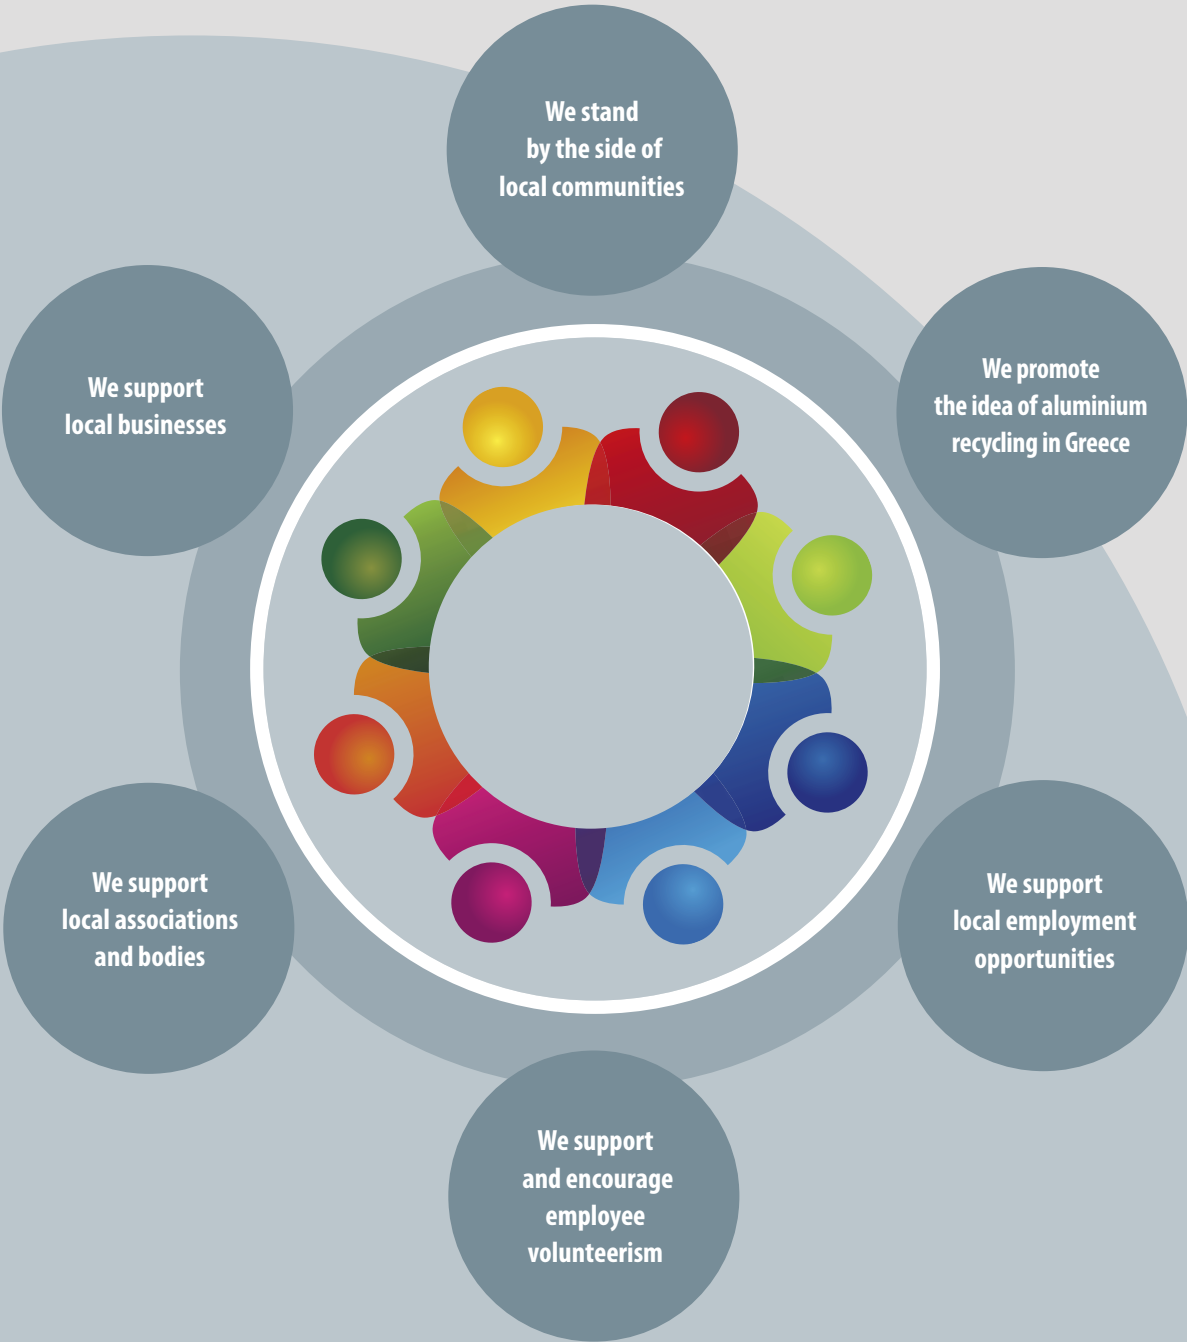 We stand
by the side of
local communities
We promote
the idea of aluminium
recycling in Greece
We support
local businesses
We support
local associations
and bodies
We support
local employment
opportunities
We support
and encourage
employee
volunteerism